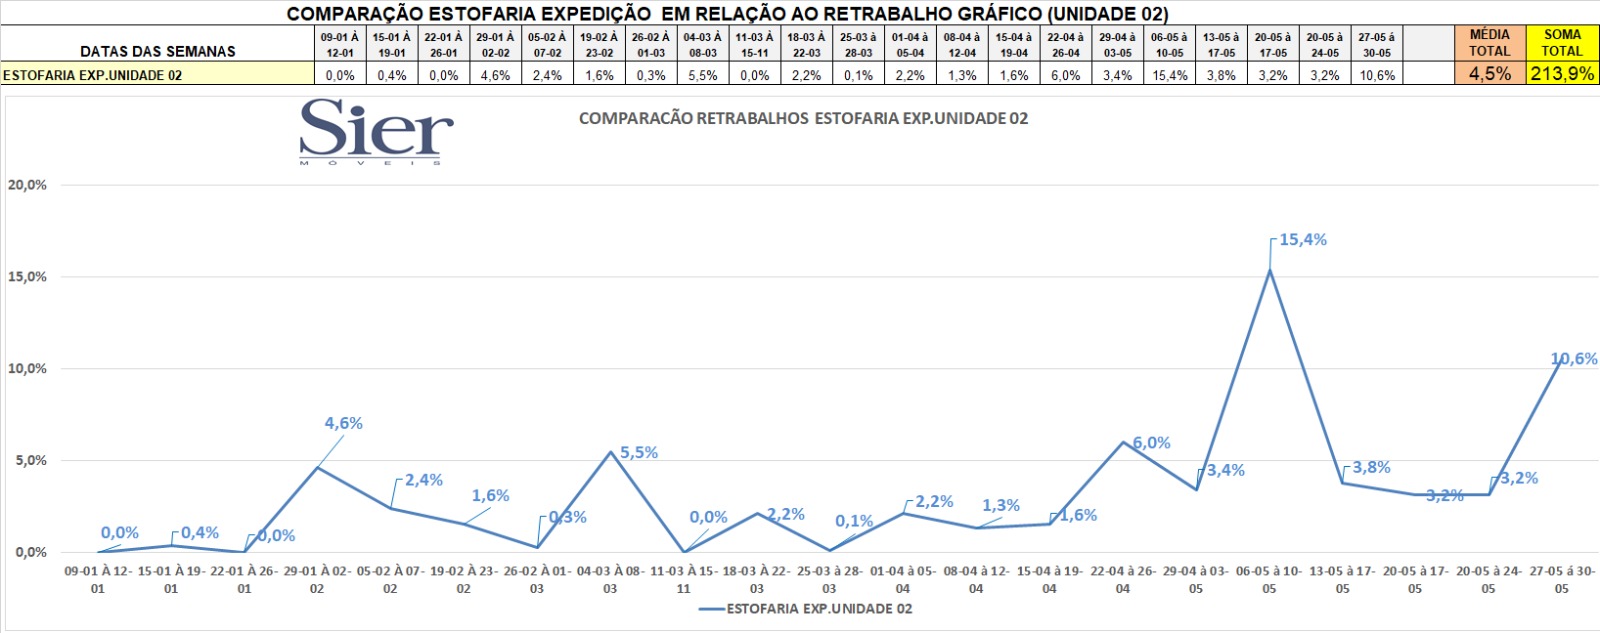 COMPARAÇÃO ESTOFARIA EXPEDIÇÃO EM RELAÇÃO AO RETRABALHO GRÁFICO (UNIDADE 02)
DATAS DAS SEMANAS 09-01 À 12-01 15-01 À 19-01 22-01 À 26-01 29-01 À 02-02 05-02 À 07-02 19-02 À 23-02 26-02 À 01-03 04-03 À 08-03 11-03 À 15-11 18-03 À 22-03 25-03 à 28-03 01-04 à 05-04 08-04 à 12-04 15-04 à 19-04 22-04 à 26-04 29-04 á 03-05 06-05 à 10-05 13-05 à 17-05 20-05 à 17-05 20-05 à 24-05 27-05 á 30-05 MÉDIA TOTAL SOMA TOTAL
ESTOFARIA EXP.UNIDADE 02 0,0% 0,4% 0,0% 4,6% 2,4% 1,6% 0,3% 5,5% 0,0% 2,2% 0,1% 2,2% 1,3% 1,6% 6,0% 3,4% 15,4% 3,8% 3,2% 3,2% 10,6% 4,5% 213,9%
Sier
MÓVEIS
COMPARACÃO RETRABALHOS ESTOFARIA EXP.UNIDADE 02
20,0%
15,0%
10,0%
5,0%
0,0%
0,0% 0,4% 0,0% 4,6% 2,4% 1,6% 0,3% 5,5% 0,0% 2,2% 0,1% 2,2% 1,3% 1,6% 6,0% 3,4% 15,4% 3,8% 3,2% 3,2% 10,6%
09-01 À 12- 15-01 À 19- 22-01 À 26- 29-01 À 02- 05-02 À 07- 19-02 À 23- 26-02 À 01- 04-03 À 08- 11-03 À 15- 18-03 À 22- 25-03 à 28- 01-04 à 05- 08-04 à 12- 15-04 à 19- 22-04 à 26- 29-04 á 03- 06-05 à 10- 13-05 à 17- 20-05 à 17- 20-05 à 24- 27-05 á 30-
01 01 01 02 02 02 03 03 11 03 03 04 04 04 04 05 05 05 05 05 05
ESTOFARIA EXP.UNIDADE 02